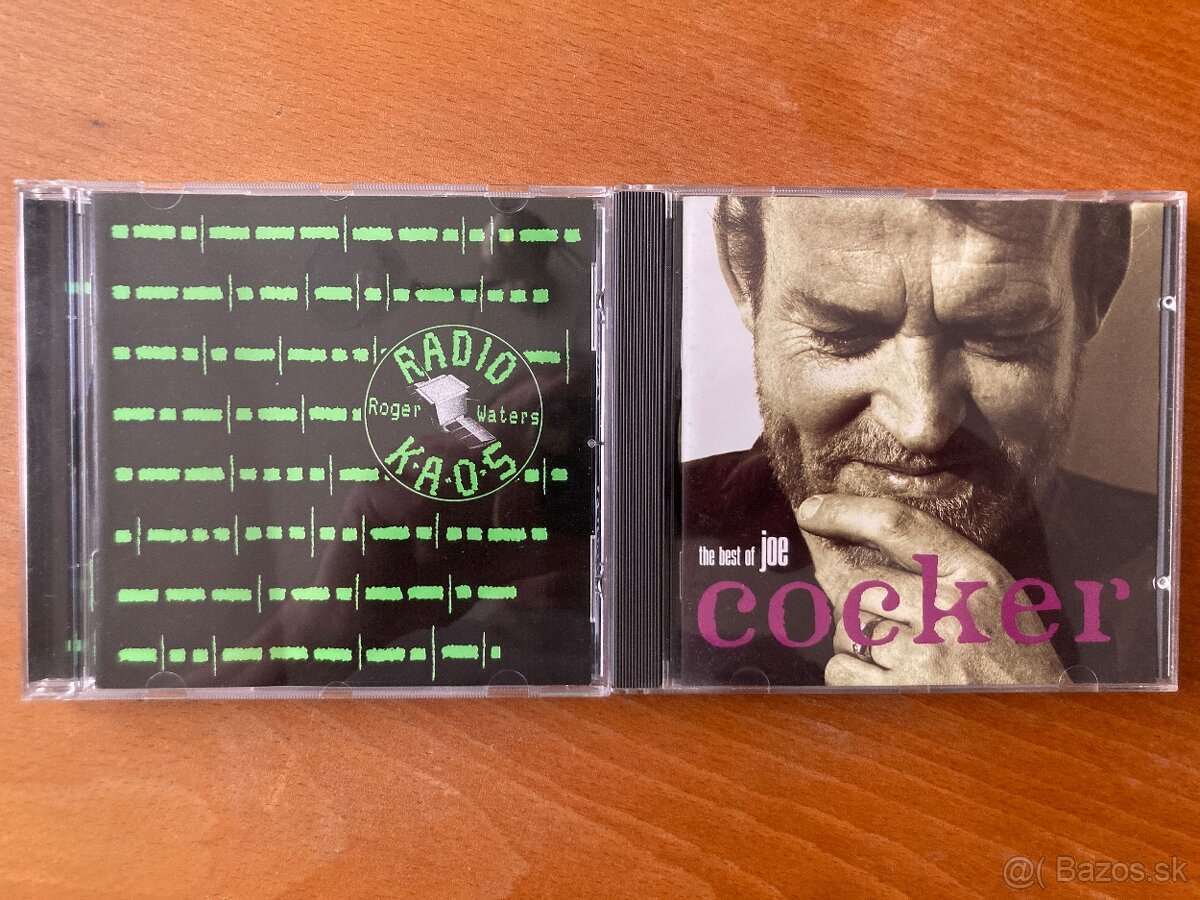 RADIO
Roger Waters
K·A·O·S
the best of joe
cocker
@( Bazos.sk